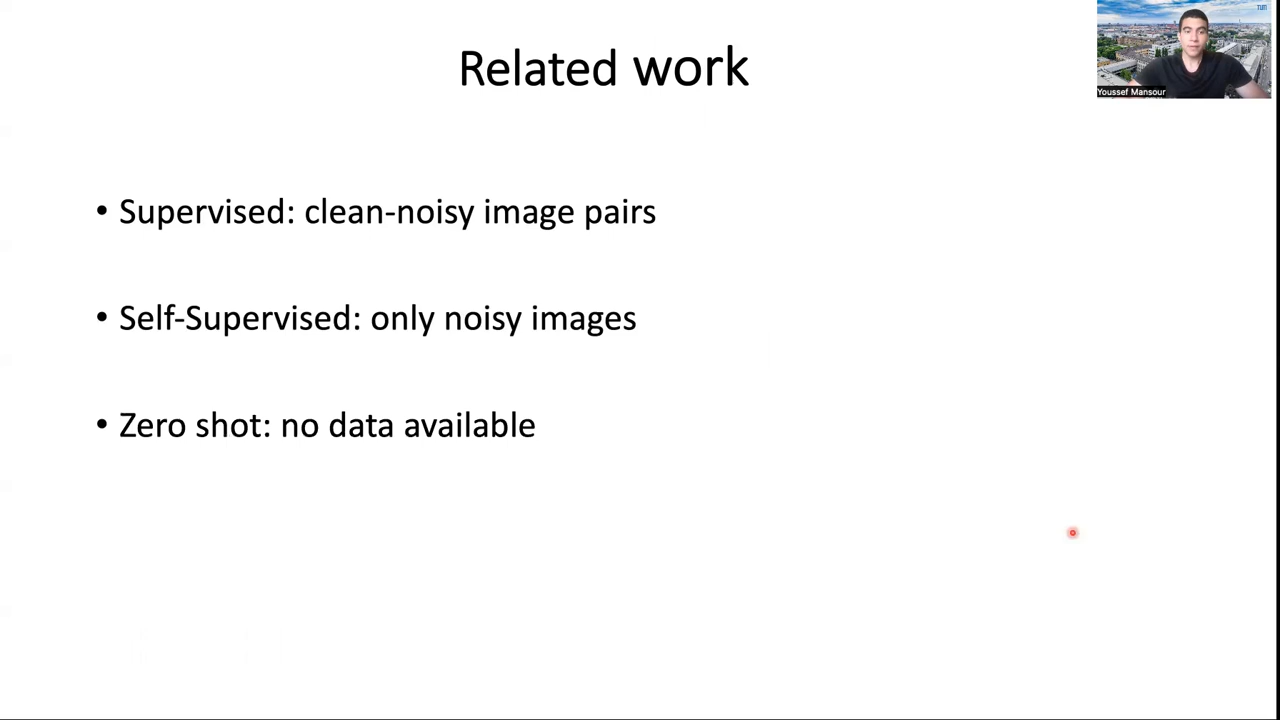 Related work
TUM
Youssef Mansour
• Supervised: clean-noisy image pairs
• Self-Supervised: only noisy images
• Zero shot: no data available